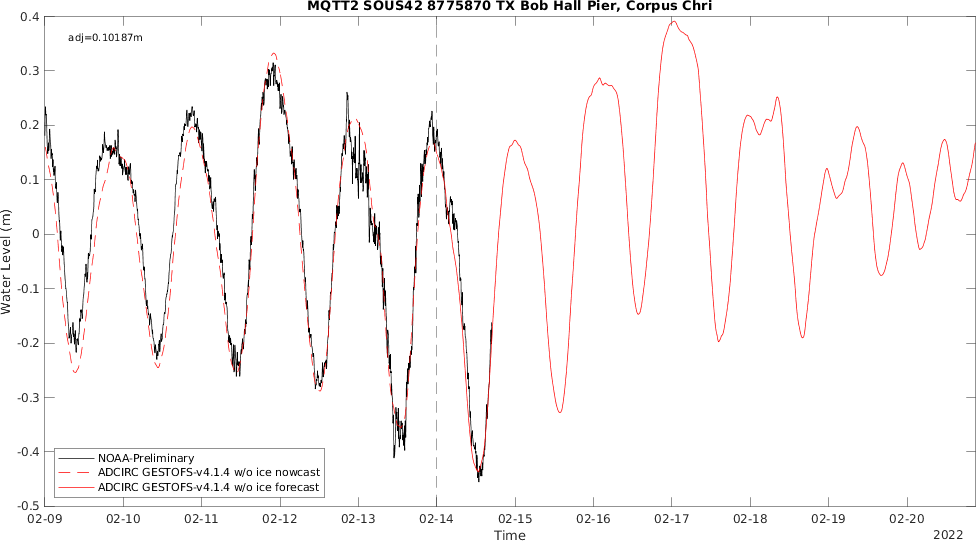 MQTT2 SOUS42 8775870 TX Bob Hall Pier, Corpus Chri
adj=0.10187m
Water Level (m)
0.4
0.3
0.2
0.1
0
-0.1
-0.2
-0.3
-0.4
-0.5
NOAA-Preliminary
ADCIRC GESTOFS-v4.1.4 w/o ice nowcast
ADCIRC GESTOFS-v4.1.4 w/o ice forecast
02-09 02-10 02-11 02-12 02-13 02-14 02-15 02-16 02-17 02-18 02-19 02-20
Time
2022